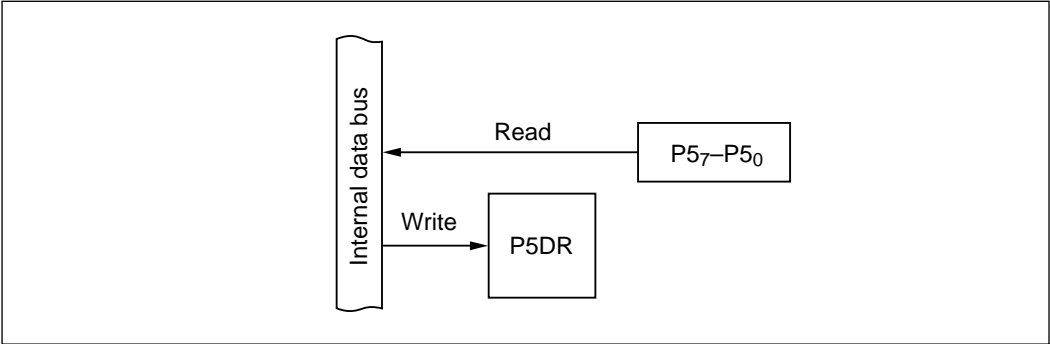 Internal data bus
Read
P5₇–P5₀
Write
P5DR